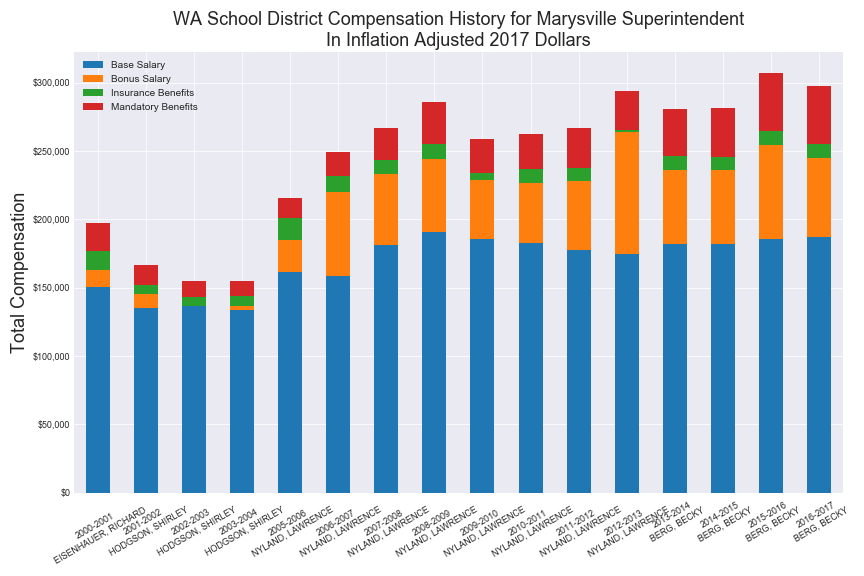 WA School District Compensation History for Marysville Superintendent
In Inflation Adjusted 2017 Dollars
Base Salary
Bonus Salary
Insurance Benefits
Mandatory Benefits
Total Compensation
$300,000
$250,000
$200,000
$150,000
$100,000
$50,000
$0
2000-2001
EISENHAUER, RICHARD
2001-2002
HODGSON, SHIRLEY
2002-2003
HODGSON, SHIRLEY
2003-2004
HODGSON, SHIRLEY
2005-2006
NYLAND, LAWRENCE
2006-2007
NYLAND, LAWRENCE
2007-2008
NYLAND, LAWRENCE
2008-2009
NYLAND, LAWRENCE
2009-2010
NYLAND, LAWRENCE
2010-2011
NYLAND, LAWRENCE
2011-2012
NYLAND, LAWRENCE
2012-2013
NYLAND, LAWRENCE
2013-2014
BERG, BECKY
2014-2015
BERG, BECKY
2015-2016
BERG, BECKY
2016-2017
BERG, BECKY